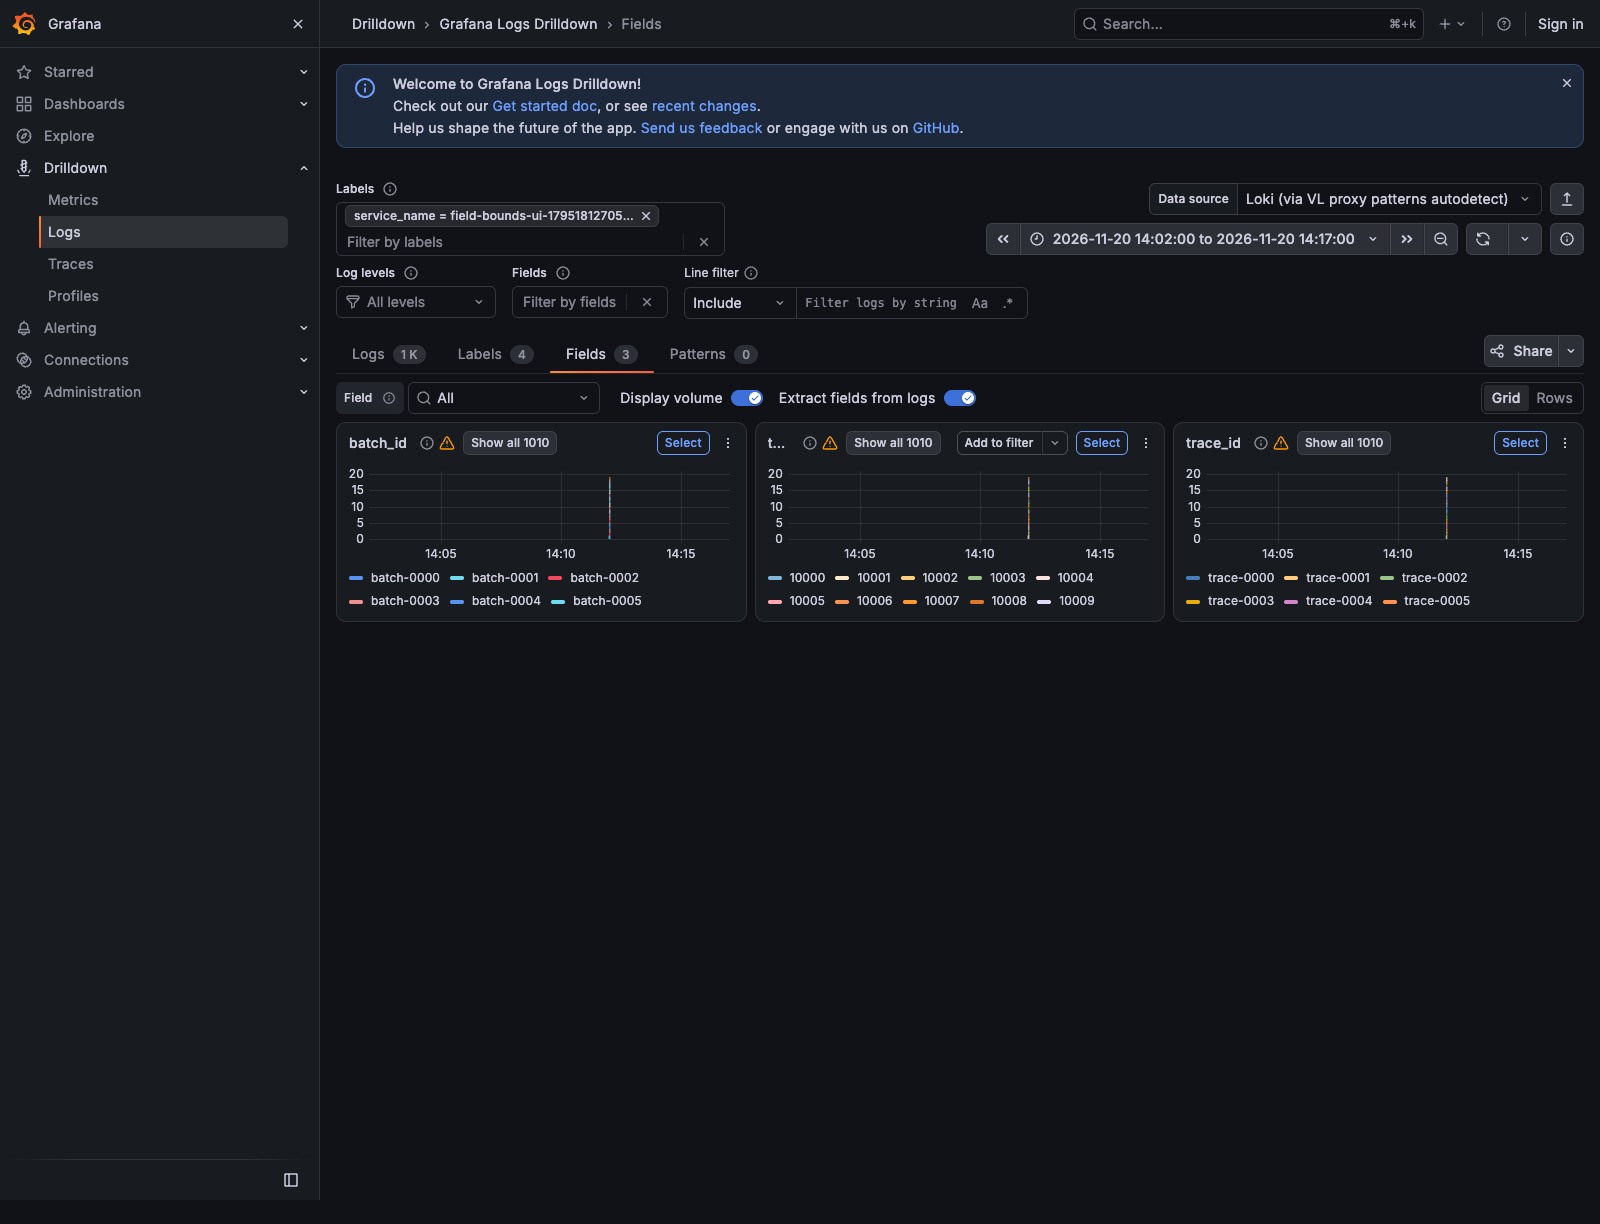 Grafana
Drilldown › Grafana Logs Drilldown › Fields
Search... ⌘+k
Sign in
Starred
Dashboards
Explore
Drilldown
Metrics
Logs
Traces
Profiles
Alerting
Connections
Administration
Welcome to Grafana Logs Drilldown!
Check out our Get started doc, or see recent changes.
Help us shape the future of the app. Send us feedback or engage with us on GitHub.
Labels
service_name = field-bounds-ui-17951812705...
Filter by labels
Data source Loki (via VL proxy patterns autodetect)
2026-11-20 14:02:00 to 2026-11-20 14:17:00
Log levels
All levels
Fields
Filter by fields
Line filter
Include Filter logs by string Aa .*
Logs 1 K Labels 4 Fields 3 Patterns 0
Share
Field All Display volume Extract fields from logs
Grid Rows
batch_id Show all 1010 Select
20
15
10
5
0
14:05 14:10 14:15
batch-0000 batch-0001 batch-0002
batch-0003 batch-0004 batch-0005
t... Show all 1010 Add to filter Select
20
15
10
5
0
14:05 14:10 14:15
10000 10001 10002 10003 10004
10005 10006 10007 10008 10009
trace_id Show all 1010 Select
20
15
10
5
0
14:05 14:10 14:15
trace-0000 trace-0001 trace-0002
trace-0003 trace-0004 trace-0005